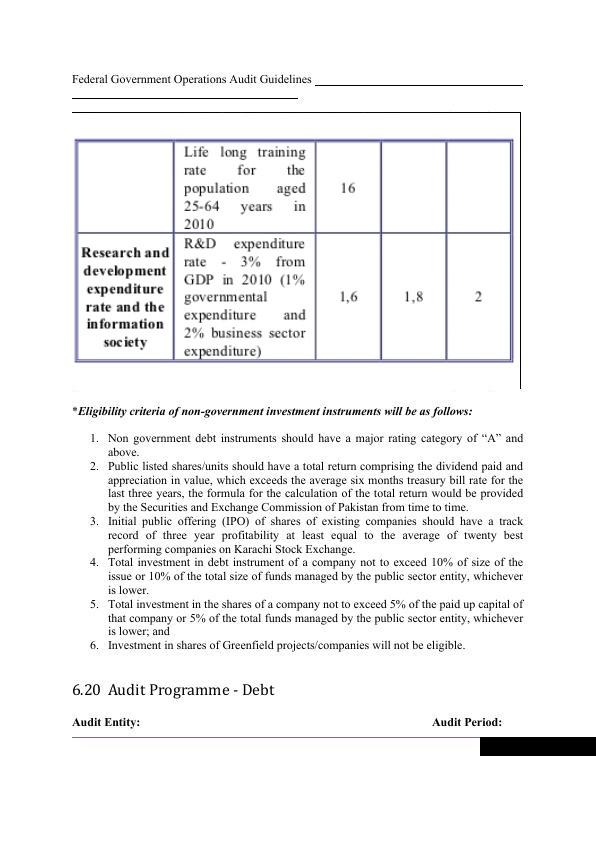 Federal Government Operations Audit Guidelines
Life long training
rate for the
population aged
25-64 years in
2010
16
Research and
development
expenditure
rate and the
information
society
R&D expenditure
rate - 3% from
GDP in 2010 (1%
governmental
expenditure and
2% business sector
expenditure)
1,6
1,8
2
*Eligibility criteria of non-government investment instruments will be as follows:
1. Non government debt instruments should have a major rating category of “A” and
above.
2. Public listed shares/units should have a total return comprising the dividend paid and
appreciation in value, which exceeds the average six months treasury bill rate for the
last three years, the formula for the calculation of the total return would be provided
by the Securities and Exchange Commission of Pakistan from time to time.
3. Initial public offering (IPO) of shares of existing companies should have a track
record of three year profitability at least equal to the average of twenty best
performing companies on Karachi Stock Exchange.
4. Total investment in debt instrument of a company not to exceed 10% of size of the
issue or 10% of the total size of funds managed by the public sector entity, whichever
is lower.
5. Total investment in the shares of a company not to exceed 5% of the paid up capital of
that company or 5% of the total funds managed by the public sector entity, whichever
is lower; and
6. Investment in shares of Greenfield projects/companies will not be eligible.
6.20 Audit Programme - Debt
Audit Entity: Audit Period: